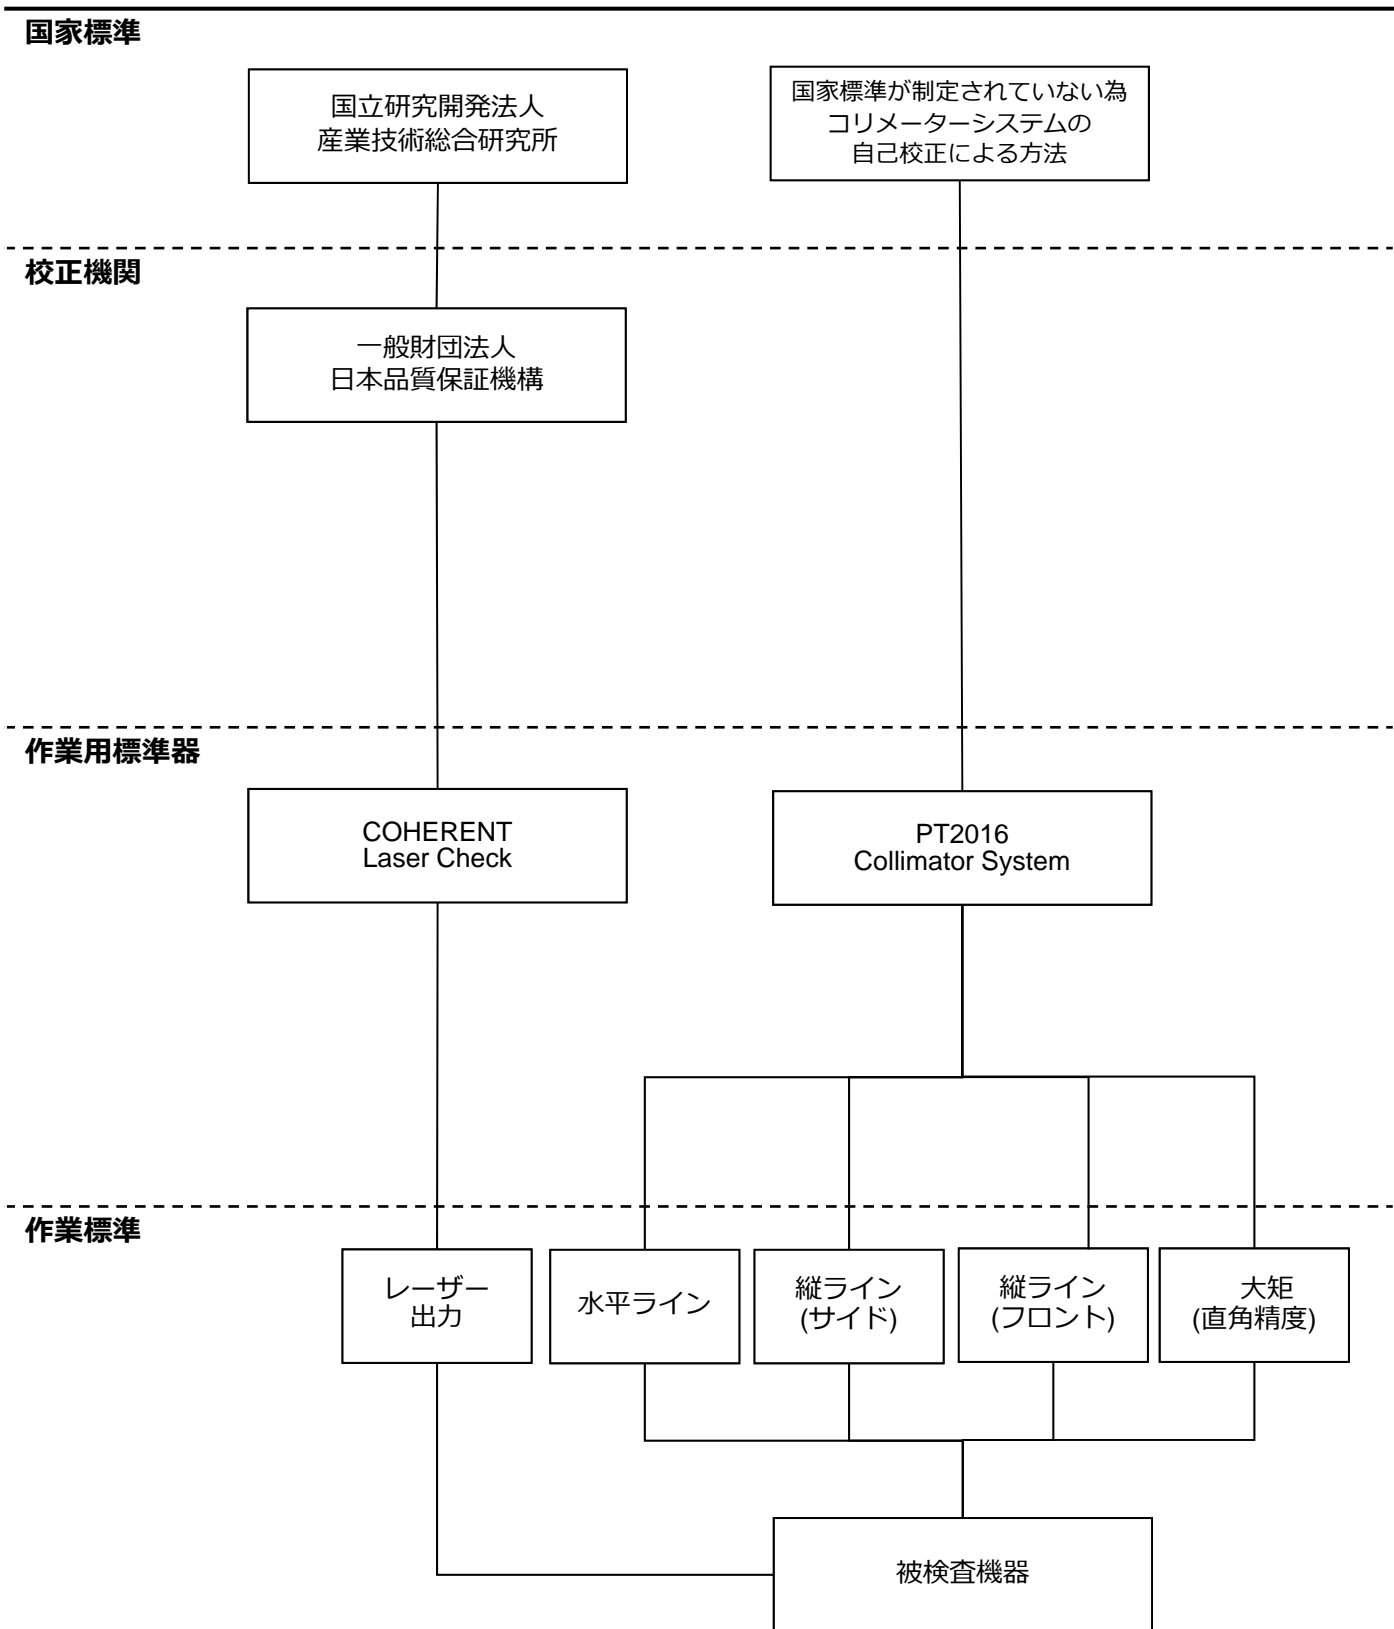 国家標準
国立研究開発法人
産業技術総合研究所
国家標準が制定されていない為
コリメーターシステムの
自己校正による方法
校正機関
一般財団法人
日本品質保証機構
作業用標準器
COHERENT
Laser Check
PT2016
Collimator System
作業標準
レーザー
出力
水平ライン
縦ライン
(サイド)
縦ライン
(フロント)
大矩
(直角精度)
被検査機器